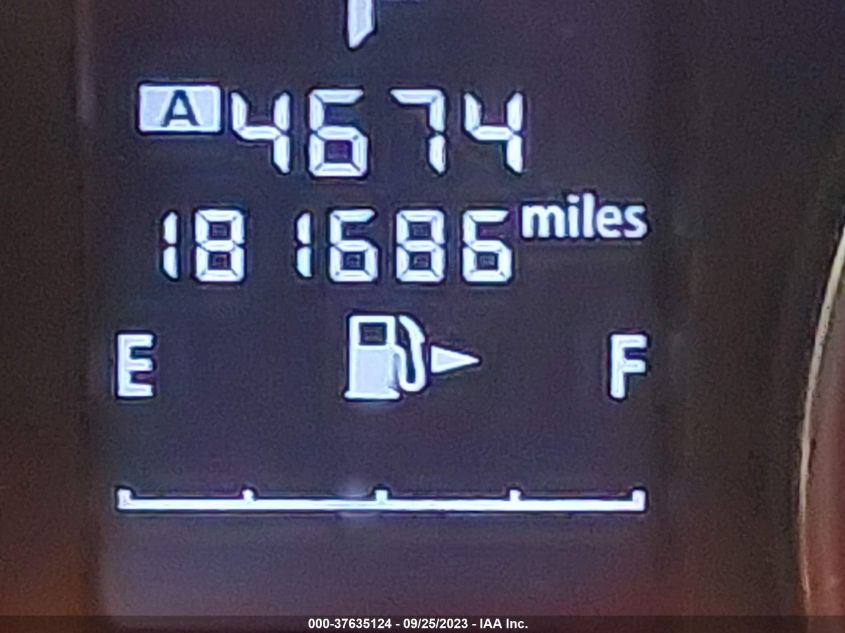 P
A 4674
181686 miles
E F
000-37635124 - 09/25/2023 - IAA Inc.